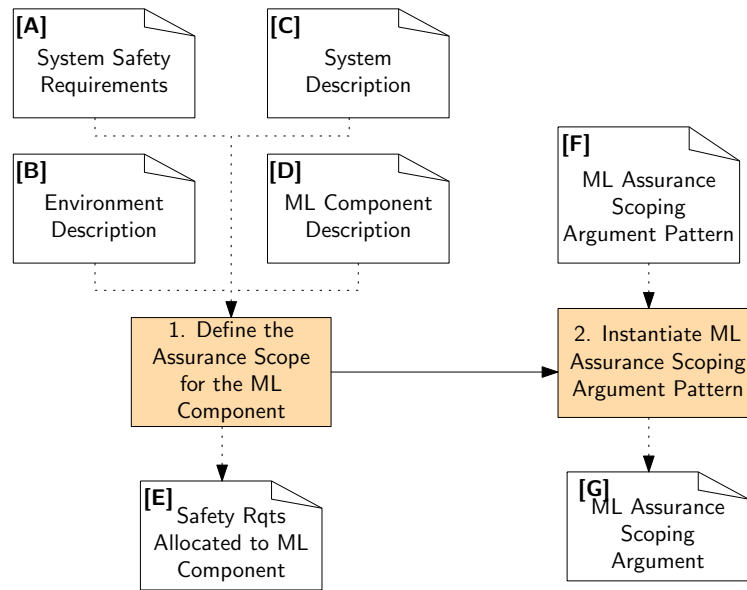 [A]
System Safety
Requirements
[C]
System
Description
[B]
Environment
Description
[D]
ML Component
Description
[F]
ML Assurance
Scoping
Argument Pattern
1. Define the
Assurance Scope
for the ML
Component
2. Instantiate ML
Assurance Scoping
Argument Pattern
[E]
Safety Rqts
Allocated to ML
Component
[G]
ML Assurance
Scoping
Argument